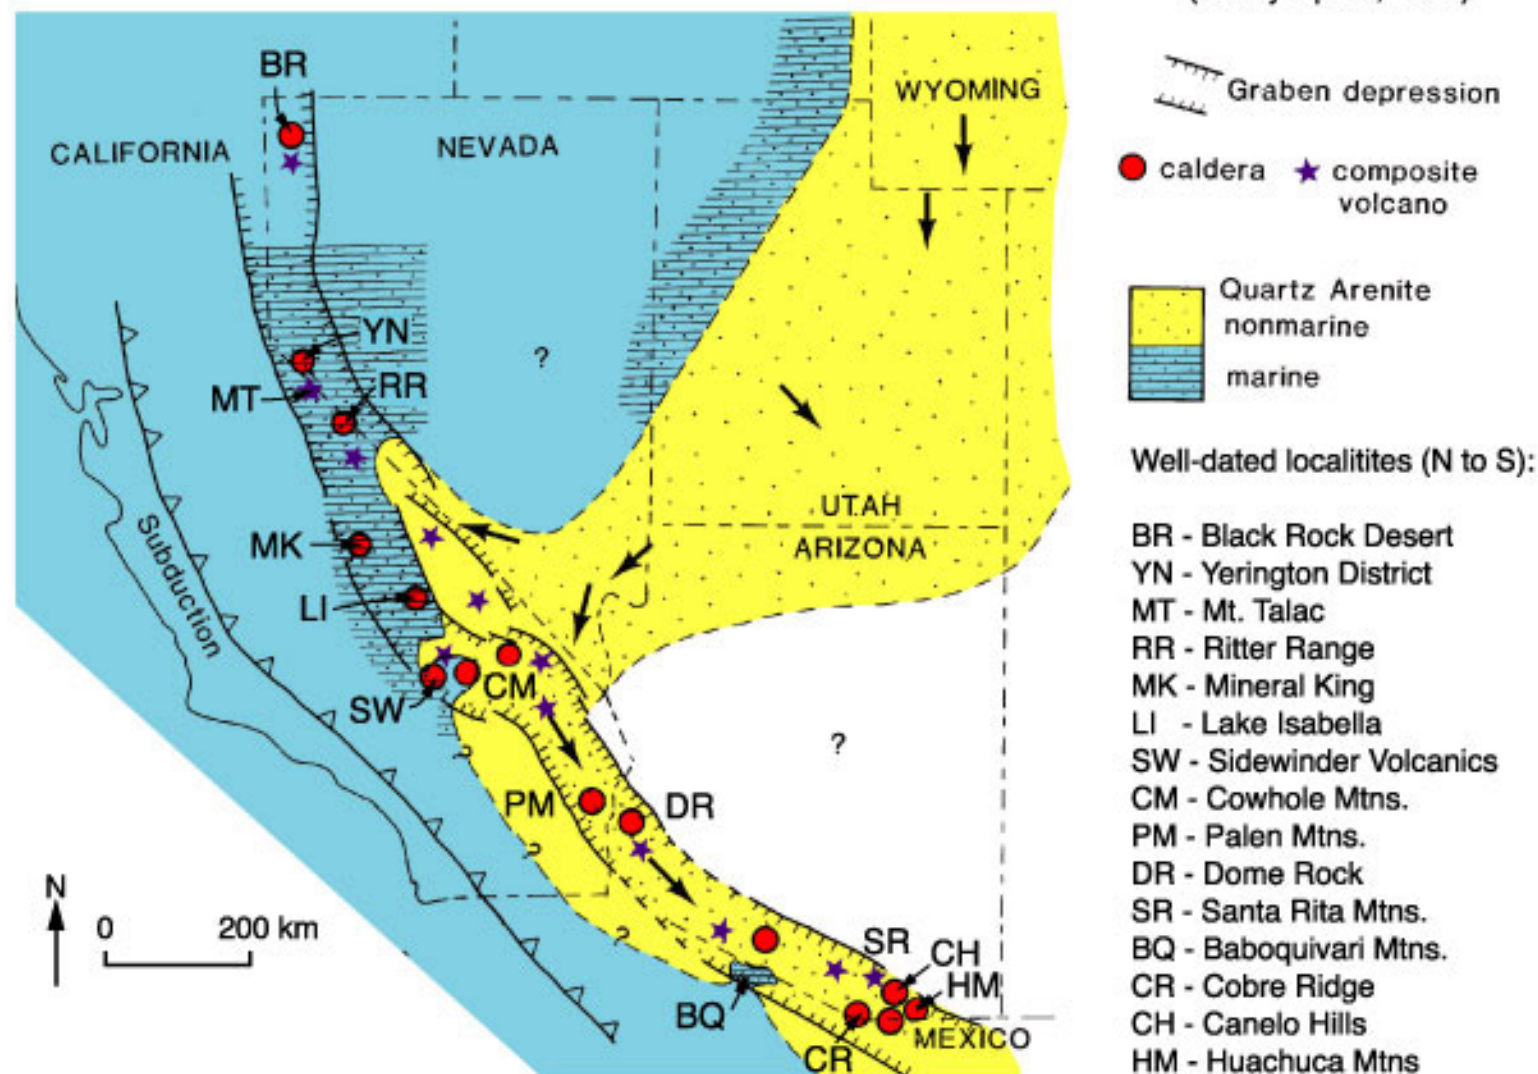 BR
WYOMING
CALIFORNIA
NEVADA
YN
?
MT
RR
UTAH
ARIZONA
MK
Subduction
LI
SW
CM
?
?
PM
DR
?
N
0 200 km
?
SR
CH
HM
BQ
CR
MEXICO
Graben depression
caldera
composite
volcano
Quartz Arenite
nonmarine
marine
Well-dated localitites (N to S):
BR - Black Rock Desert
YN - Yerington District
MT - Mt. Talac
RR - Ritter Range
MK - Mineral King
LI - Lake Isabella
SW - Sidewinder Volcanics
CM - Cowhole Mtns.
PM - Palen Mtns.
DR - Dome Rock
SR - Santa Rita Mtns.
BQ - Baboquivari Mtns.
CR - Cobre Ridge
CH - Canelo Hills
HM - Huachuca Mtns